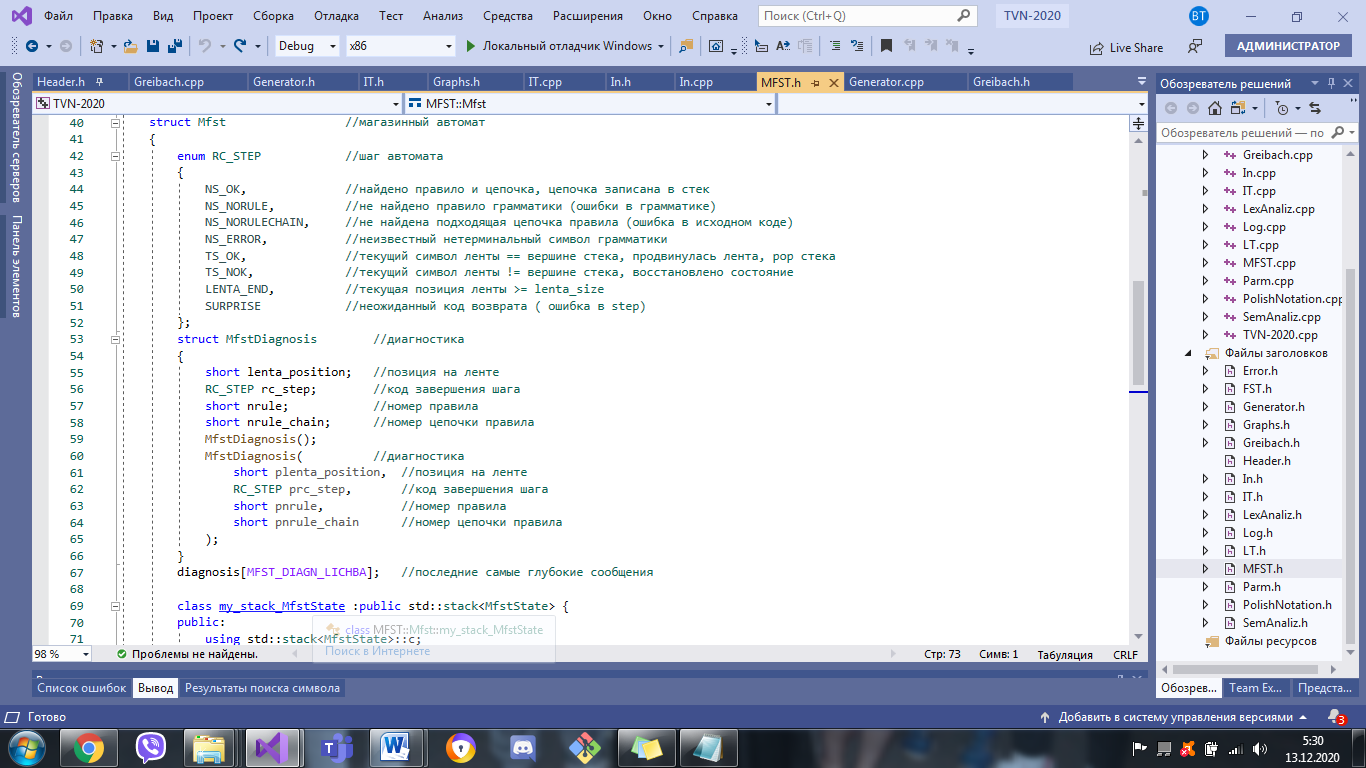 Файл Правка Вид Проект Сборка Отладка Тест Анализ Средства Расширения Окно Справка Поиск (Ctrl+Q) TVN-2020 ВТ
Debug x86 Локальный отладчик Windows Live Share АДМИНИСТРАТОР
Обозреватель серверов
Панель элементов
Header.h Greibach.cpp Generator.h IT.h Graphs.h IT.cpp In.h In.cpp MFST.h Generator.cpp Greibach.h
TVN-2020 MFST::Mfst
40 struct Mfst //магазинный автомат
41 {
42 enum RC_STEP //шаг автомата
43 {
44 NS_OK, //найдено правило и цепочка, цепочка записана в стек
45 NS_NORULE, //не найдено правило грамматики (ошибки в грамматике)
46 NS_NORULECHAIN, //не найдена подходящая цепочка правила (ошибка в исходном коде)
47 NS_ERROR, //неизвестный нетерминальный символ грамматики
48 TS_OK, //текущий символ ленты == вершине стека, продвинулась лента, pop стека
49 TS_NOK, //текущий символ ленты != вершине стека, восстановлено состояние
50 LENTA_END, //текущая позиция ленты >= lenta_size
51 SURPRISE //неожиданный код возврата ( ошибка в step)
52 };
53 struct MfstDiagnosis //диагностика
54 {
55 short lenta_position; //позиция на ленте
56 RC_STEP rc_step; //код завершения шага
57 short nrule; //номер правила
58 short nrule_chain; //номер цепочки правила
59 MfstDiagnosis();
60 MfstDiagnosis( //диагностика
61 short plenta_position, //позиция на ленте
62 RC_STEP prc_step, //код завершения шага
63 short pnrule, //номер правила
64 short pnrule_chain //номер цепочки правила
65 );
66 }
67 diagnosis[MFST_DIAGN_LICHBA]; //последние самые глубокие сообщения
68
69 class my_stack_MfstState :public std::stack<MfstState> {
70 public:
71 using std::stack<MfstState>::c;
class MFST::Mfst::my_stack_MfstState
Поиск в Интернете
98 % Проблемы не найдены. Стр: 73 Симв: 1 Табуляция CRLF
Список ошибок Вывод Результаты поиска символа
Обозреватель решений
Обозреватель решений — по
Greibach.cpp
In.cpp
IT.cpp
LexAnaliz.cpp
Log.cpp
LT.cpp
MFST.cpp
Parm.cpp
PolishNotation.cpp
SemAnaliz.cpp
TVN-2020.cpp
Файлы заголовков
Error.h
FST.h
Generator.h
Graphs.h
Greibach.h
Header.h
In.h
IT.h
LexAnaliz.h
Log.h
LT.h
MFST.h
Parm.h
PolishNotation.h
SemAnaliz.h
Файлы ресурсов
Обозрев... Team Ex... Предста...
Готово Добавить в систему управления версиями 3
5:30
13.12.2020